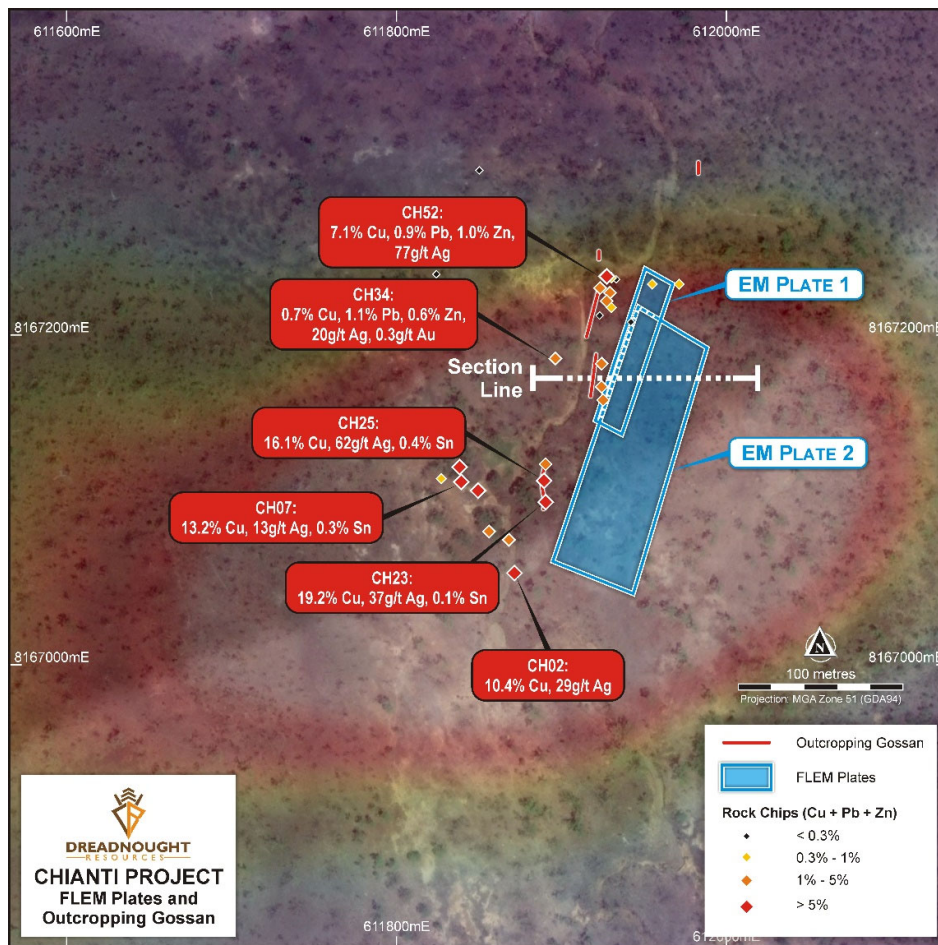 611600mE
611800mE
612000mE
CH52:
7.1% Cu, 0.9% Pb, 1.0% Zn,
77g/t Ag
EM PLATE 1
CH34:
0.7% Cu, 1.1% Pb, 0.6% Zn,
20g/t Ag, 0.3g/t Au
8167200mN
8167200mN
Section
Line
CH25:
16.1% Cu, 62g/t Ag, 0.4% Sn
EM PLATE 2
CH07:
13.2% Cu, 13g/t Ag, 0.3% Sn
CH23:
19.2% Cu, 37g/t Ag, 0.1% Sn
CH02:
10.4% Cu, 29g/t Ag
8167000mN
8167000mN
N
100 metres
Projection: MGA Zone 51 (GDA94)
Outcropping Gossan
FLEM Plates
Rock Chips (Cu + Pb + Zn)
< 0.3%
0.3% - 1%
1% - 5%
> 5%
DREADNOUGHT
RESOURCES
CHIANTI PROJECT
FLEM Plates and
Outcropping Gossan
611800mE